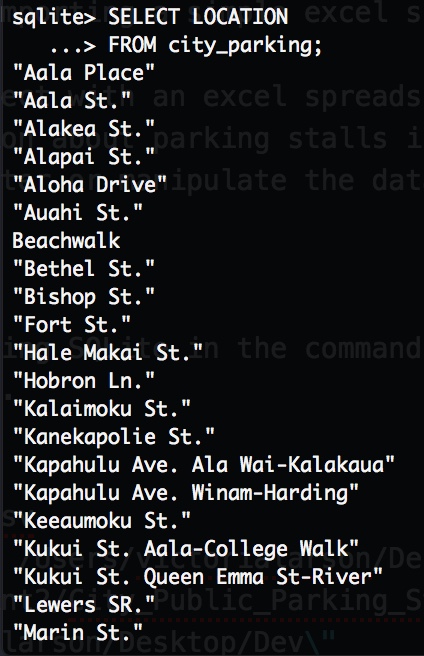 sqlite> SELECT LOCATION
...> FROM city_parking;
"Aala Place"
"Aala St."
"Alakea St."
"Alapai St."
"Aloha Drive"
"Auahi St."
Beachwalk
"Bethel St."
"Bishop St."
"Fort St."
"Hale Makai St."
"Hobron Ln."
"Kalaimoku St."
"Kanekapolie St."
"Kapahulu Ave. Ala Wai-Kalakaua"
"Kapahulu Ave. Winam-Harding"
"Keeaumoku St."
"Kukui St. Aala-College Walk"
"Kukui St. Queen Emma St-River"
"Lewers SR."
"Marin St."